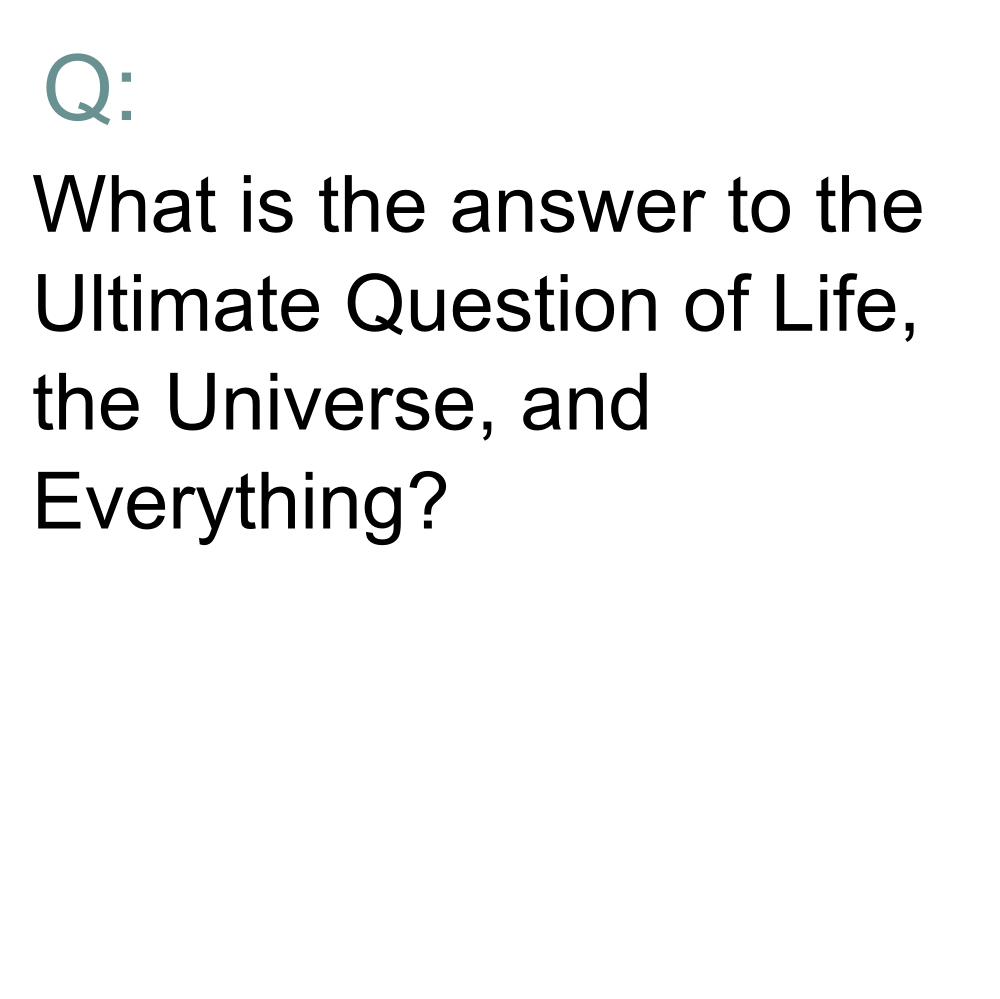 Q:
What is the answer to the
Ultimate Question of Life,
the Universe, and
Everything?